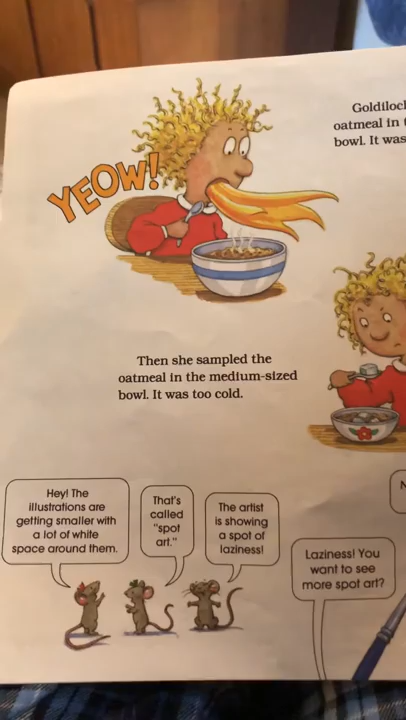 YEOW!
Goldilocl
oatmeal in
bowl. It was
Then she sampled the
oatmeal in the medium-sized
bowl. It was too cold.
Hey! The
illustrations are
getting smaller with
a lot of white
space around them.
That's
called
"spot
art."
The artist
is showing
a spot of
laziness!
Laziness! You
want to see
more spot art?